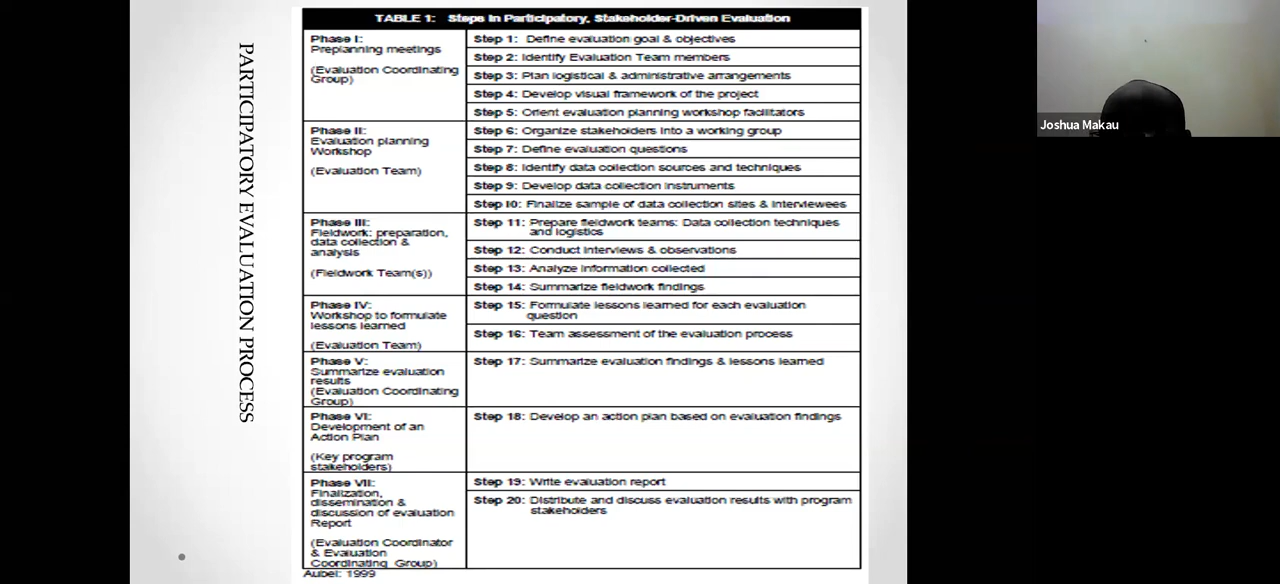 PARTICIPATORY EVALUATION PROCESS
TABLE 1: Steps in Participatory, Stakeholder-Driven Evaluation
Phase I:
Preplanning meetings
(Evaluation Coordinating
Group)
Step 1: Define evaluation goal & objectives
Step 2: Identify Evaluation Team members
Step 3: Plan logistical & administrative arrangements
Step 4: Develop visual framework of the project
Step 5: Orient evaluation planning workshop facilitators
Phase II:
Evaluation planning
Workshop
(Evaluation Team)
Step 6: Organize stakeholders into a working group
Step 7: Define evaluation questions
Step 8: Identify data collection sources and techniques
Step 9: Develop data collection instruments
Step 10: Finalize sample of data collection sites & interviewees
Phase III:
Fieldwork: preparation,
data collection &
analysis
(Fieldwork Team(s))
Step 11: Prepare fieldwork teams: Data collection techniques
and logistics
Step 12: Conduct interviews & observations
Step 13: Analyze information collected
Step 14: Summarize fieldwork findings
Phase IV:
Workshop to formulate
lessons learned
(Evaluation Team)
Step 15: Formulate lessons learned for each evaluation
question
Step 16: Team assessment of the evaluation process
Phase V:
Summarize evaluation
results
(Evaluation Coordinating
Group)
Step 17: Summarize evaluation findings & lessons learned
Phase VI:
Development of an
Action Plan
(Key program
stakeholders)
Step 18: Develop an action plan based on evaluation findings
Phase VII:
Finalization,
dissemination &
discussion of evaluation
Report
(Evaluation Coordinator
& Evaluation
Coordinating Group)
Step 19: Write evaluation report
Step 20: Distribute and discuss evaluation results with program
stakeholders
Aubel: 1999
Joshua Makau